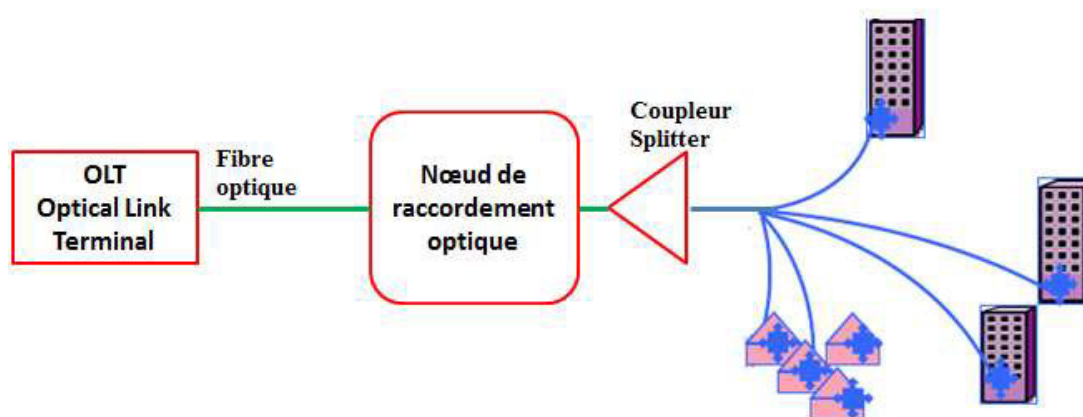 OLT
Optical Link
Terminal
Fibre
optique
Nœud de
raccordement
optique
Coupleur
Splitter